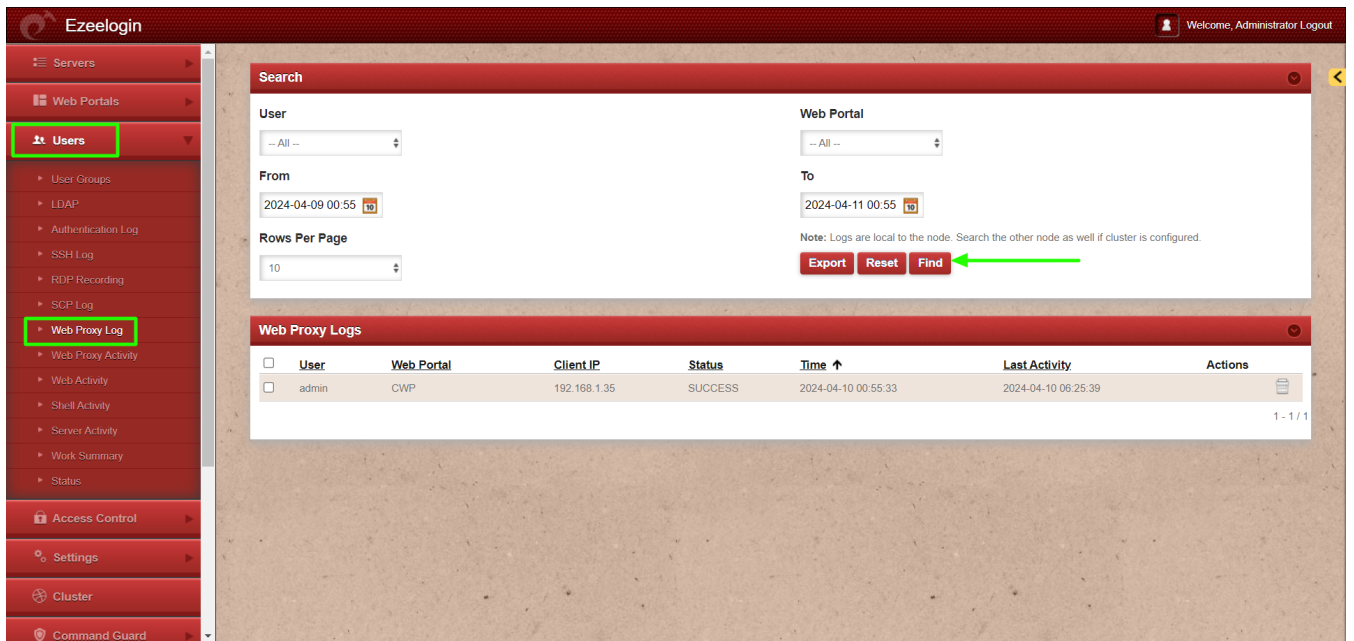 Ezeelogin
Welcome, Administrator Logout
Servers
Web Portals
Users
User Groups
LDAP
Authentication Log
SSH Log
RDP Recording
SCP Log
Web Proxy Log
Web Proxy Activity
Web Activity
Shell Activity
Server Activity
Work Summary
Status
Access Control
Settings
Cluster
Command Guard
Search
User
Web Portal
-- All --
-- All --
From
To
2024-04-09 00:55 10
2024-04-11 00:55 10
Rows Per Page
Note: Logs are local to the node. Search the other node as well if cluster is configured.
10
Export Reset Find
Web Proxy Logs
User Web Portal Client IP Status Time Last Activity Actions
admin CWP 192.168.1.35 SUCCESS 2024-04-10 00:55:33 2024-04-10 06:25:39
1 - 1 / 1